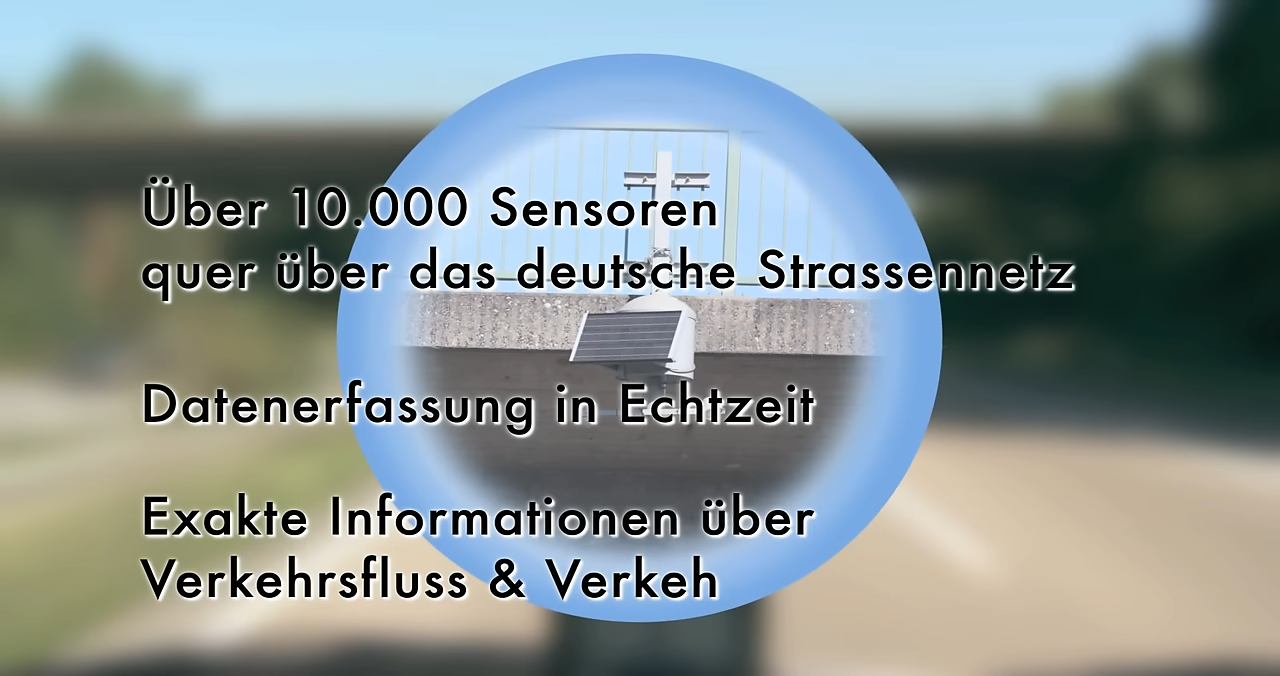 Über 10.000 Sensoren
quer über das deutsche Strassennetz
Datenerfassung in Echtzeit
Exakte Informationen über
Verkehrsfluss & Verkeh